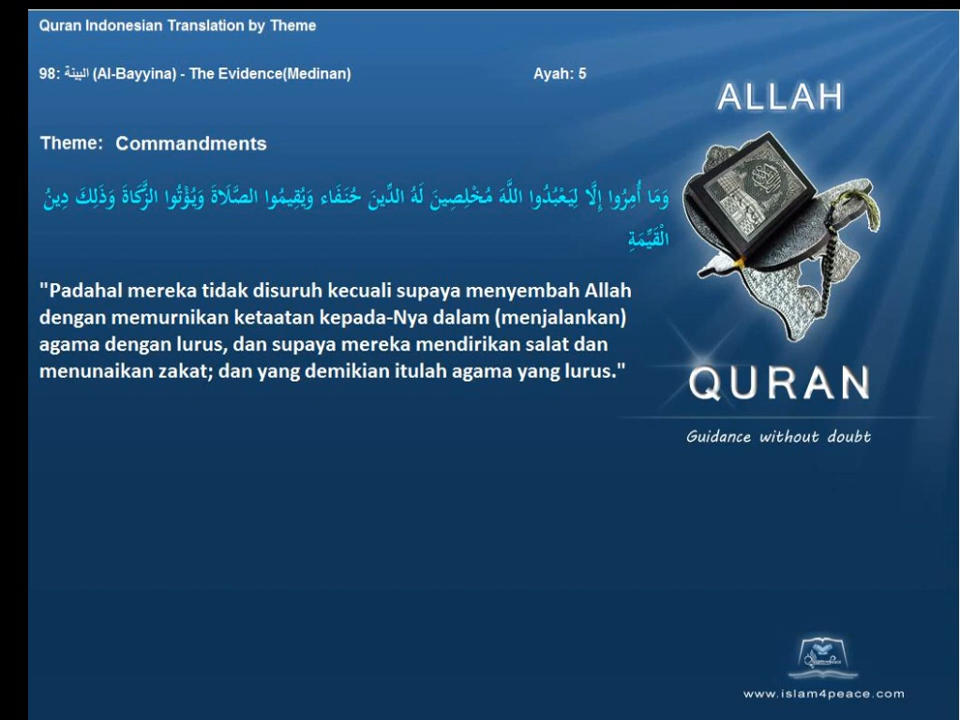 Quran Indonesian Translation by Theme
98: البينة (Al-Bayyina) - The Evidence(Medinan) Ayah: 5
Theme: Commandments
وَمَا أُمِرُوا إِلَّا لِيَعْبُدُوا اللَّهَ مُخْلِصِينَ لَهُ الدِّينَ حُنَفَاء وَيُقِيمُوا الصَّلَاةَ وَيُؤْتُوا الزَّكَاةَ وَذَلِكَ دِينُ
الْقَيِّمَةِ
"Padahal mereka tidak disuruh kecuali supaya menyembah Allah
dengan memurnikan ketaatan kepada-Nya dalam (menjalankan)
agama dengan lurus, dan supaya mereka mendirikan salat dan
menunaikan zakat; dan yang demikian itulah agama yang lurus."
ALLAH
QURAN
Guidance without doubt
www.islam4peace.com